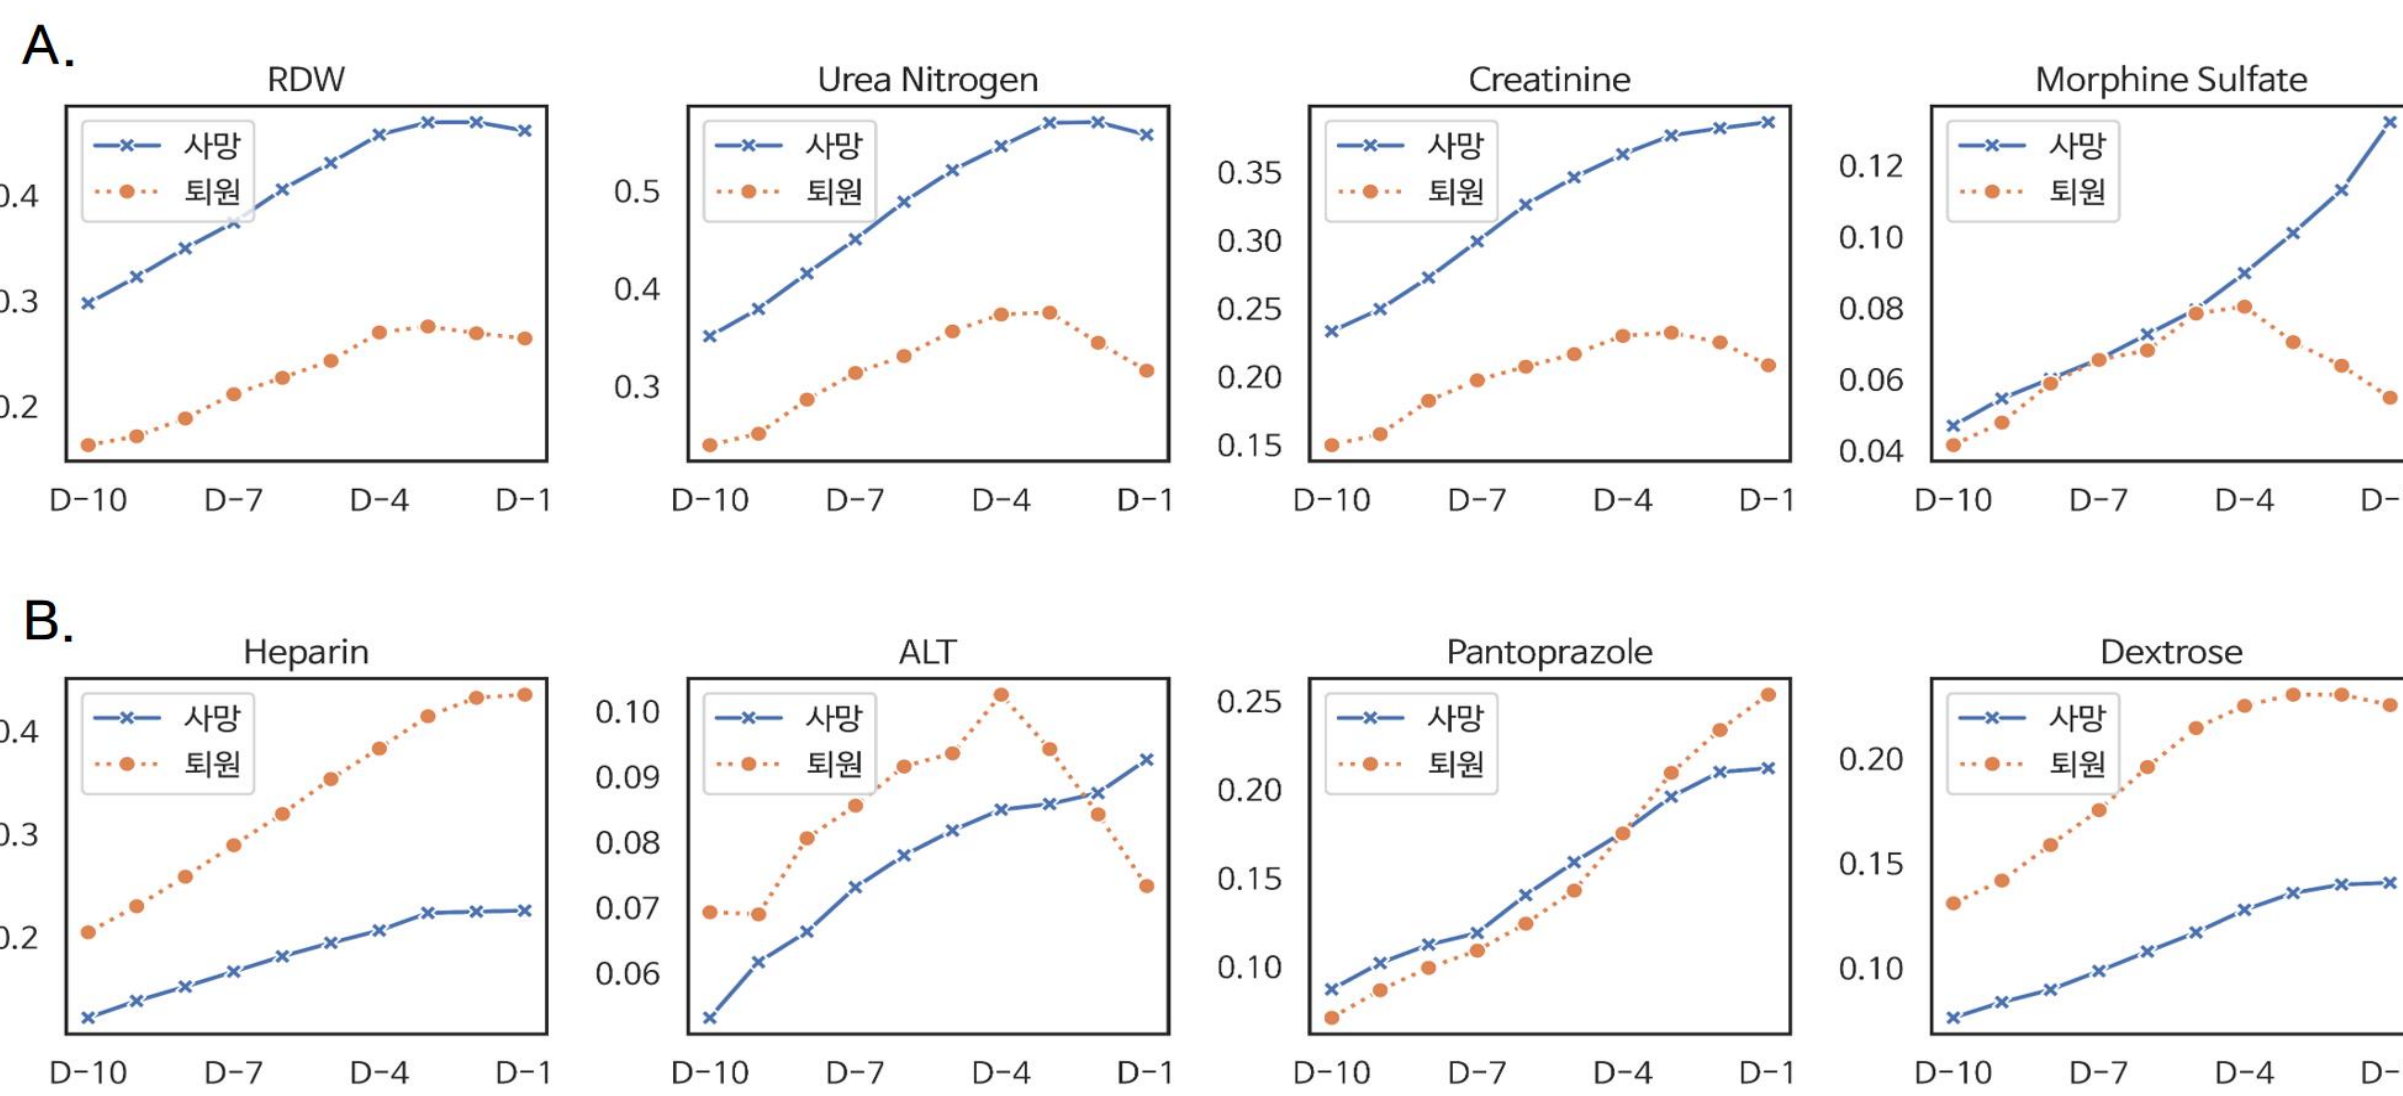 A.
RDW
사망
퇴원
0.4
0.3
0.2
D-10 D-7 D-4 D-1
Urea Nitrogen
사망
퇴원
0.5
0.4
0.3
D-10 D-7 D-4 D-1
Creatinine
사망
퇴원
0.35
0.30
0.25
0.20
0.15
D-10 D-7 D-4 D-1
Morphine Sulfate
사망
퇴원
0.12
0.10
0.08
0.06
0.04
D-10 D-7 D-4 D-
B.
Heparin
사망
퇴원
0.4
0.3
0.2
D-10 D-7 D-4 D-1
ALT
사망
퇴원
0.10
0.09
0.08
0.07
0.06
D-10 D-7 D-4 D-1
Pantoprazole
사망
퇴원
0.25
0.20
0.15
0.10
D-10 D-7 D-4 D-1
Dextrose
사망
퇴원
0.20
0.15
0.10
D-10 D-7 D-4 D-